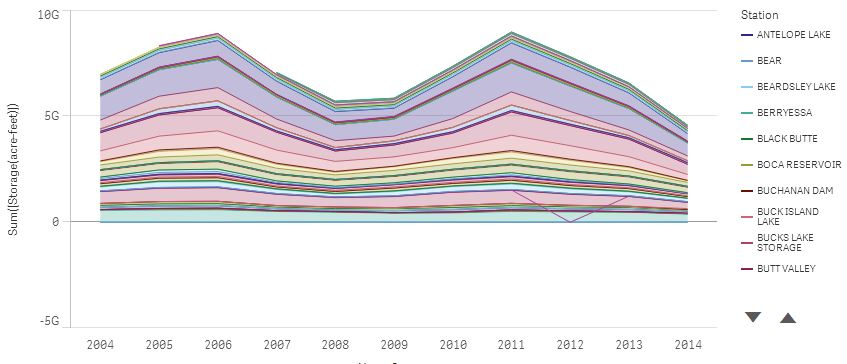 10G
5G
0
-5G
Sum([Storage(acre-feet)])
2004 2005 2006 2007 2008 2009 2010 2011 2012 2013 2014
Station
ANTELOPE LAKE
BEAR
BEARDSLEY LAKE
BERRYESSA
BLACK BUTTE
BOCA RESERVOIR
BUCHANAN DAM
BUCK ISLAND
LAKE
BUCKS LAKE
STORAGE
BUTT VALLEY